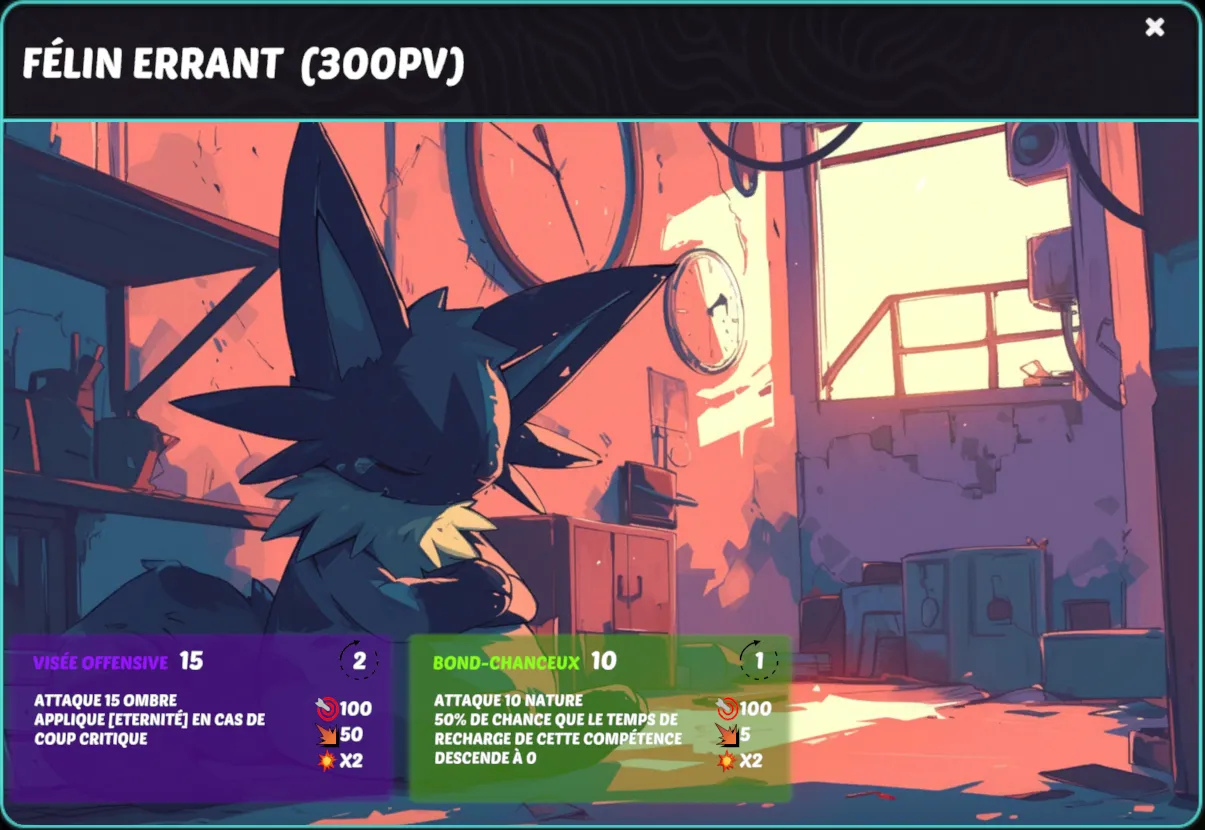 FÉLIN ERRANT (300PV)
VISÉE OFFENSIVE 15
2
ATTAQUE 15 OMBRE
APPLIQUE [ETERNITÉ] EN CAS DE
COUP CRITIQUE
100
50
X2
BOND-CHANCEUX 10
1
ATTAQUE 10 NATURE
50% DE CHANCE QUE LE TEMPS DE
RECHARGE DE CETTE COMPÉTENCE
DESCENDE À 0
100
5
X2